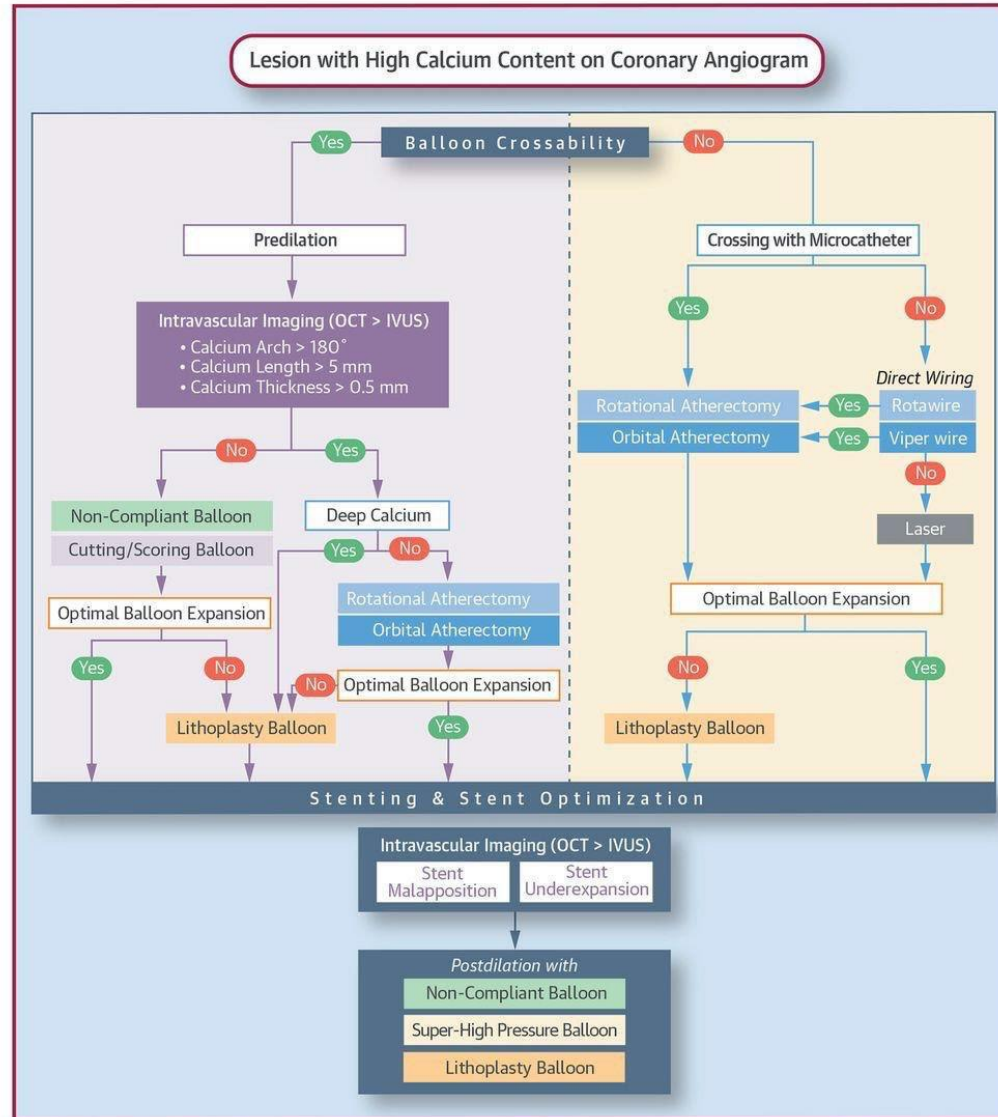 Lesion with High Calcium Content on Coronary Angiogram
Balloon Crossability
Yes
No
Predilation
Intravascular Imaging (OCT > IVUS)
• Calcium Arch > 180°
• Calcium Length > 5 mm
• Calcium Thickness > 0.5 mm
No
Yes
Non-Compliant Balloon
Cutting/Scoring Balloon
Deep Calcium
Yes
No
Optimal Balloon Expansion
Rotational Atherectomy
Orbital Atherectomy
Yes
No
No
Optimal Balloon Expansion
Lithoplasty Balloon
Yes
Crossing with Microcatheter
Yes
No
Direct Wiring
Rotational Atherectomy
Yes
Rotawire
Orbital Atherectomy
Yes
Viper wire
No
Laser
Optimal Balloon Expansion
No
Yes
Lithoplasty Balloon
Stenting & Stent Optimization
Intravascular Imaging (OCT > IVUS)
Stent
Malapposition
Stent
Underexpansion
Postdilation with
Non-Compliant Balloon
Super-High Pressure Balloon
Lithoplasty Balloon